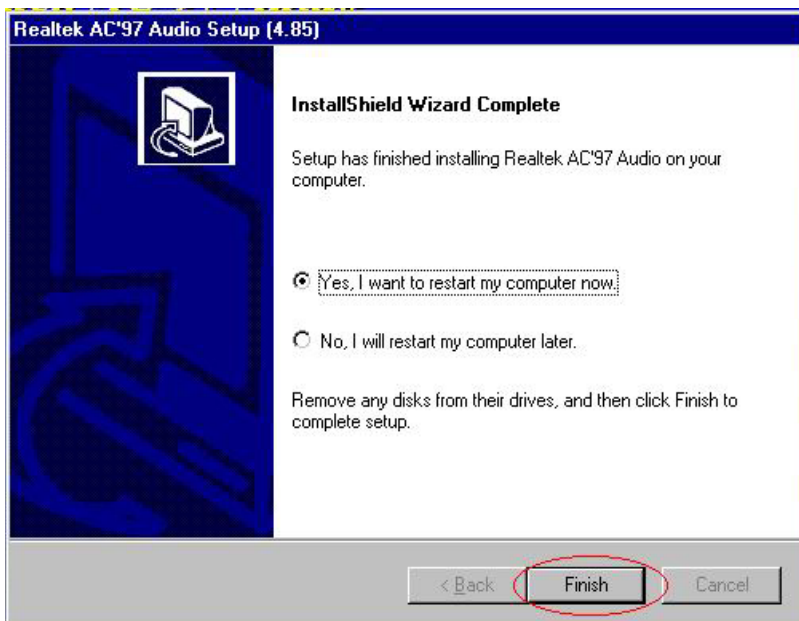 Realtek AC'97 Audio Setup (4.85)
InstallShield Wizard Complete
Setup has finished installing Realtek AC'97 Audio on your
computer.
Yes, I want to restart my computer now.
No, I will restart my computer later.
Remove any disks from their drives, and then click Finish to
complete setup.
< Back Finish Cancel